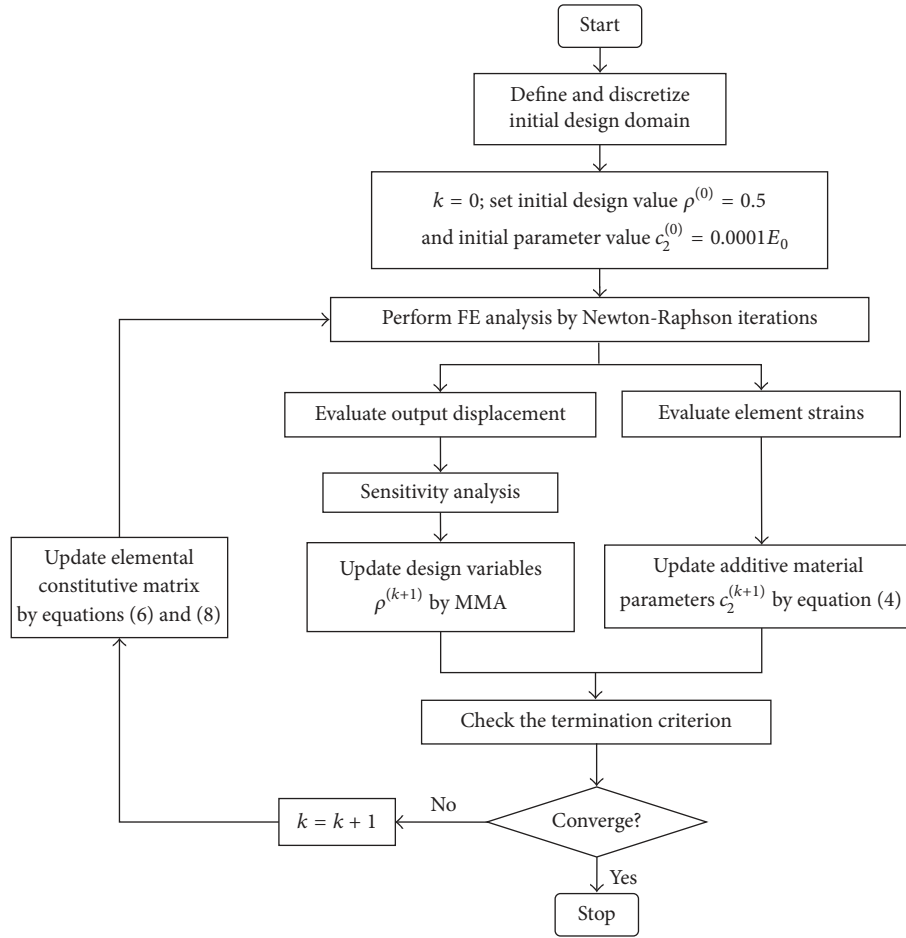 Start
Define and discretize
initial design domain
k = 0; set initial design value ρ^(0) = 0.5
and initial parameter value c_2^(0) = 0.0001E_0
Perform FE analysis by Newton-Raphson iterations
Evaluate output displacement
Evaluate element strains
Sensitivity analysis
Update design variables
ρ^(k+1) by MMA
Update additive material
parameters c_2^(k+1) by equation (4)
Update elemental
constitutive matrix
by equations (6) and (8)
Check the termination criterion
Converge?
No
k = k + 1
Yes
Stop